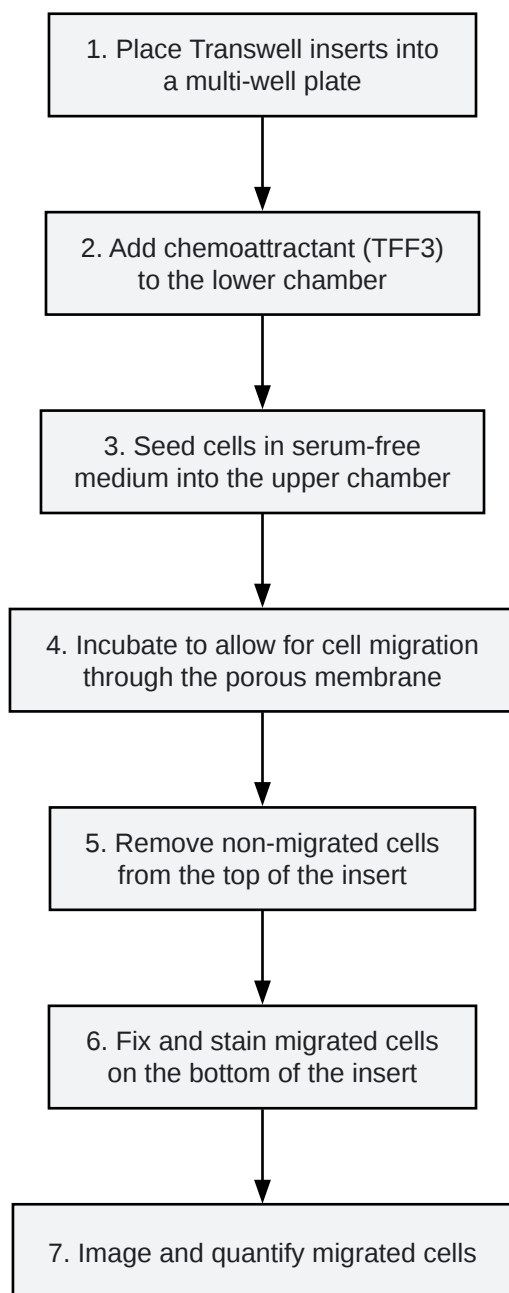 1. Place Transwell inserts into
a multi-well plate
2. Add chemoattractant (TFF3)
to the lower chamber
3. Seed cells in serum-free
medium into the upper chamber
4. Incubate to allow for cell migration
through the porous membrane
5. Remove non-migrated cells
from the top of the insert
6. Fix and stain migrated cells
on the bottom of the insert
7. Image and quantify migrated cells